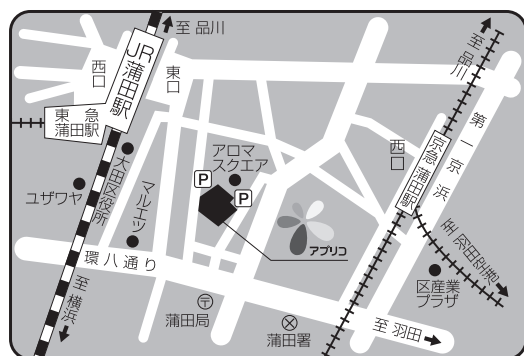 至 品川
JR蒲田駅
西口
東口
東急
蒲田駅
大田区役所
ユザワヤ
マルエツ
アロマ
スクエア
P
P
アプリコ
環八通り
至 横浜
蒲田局
蒲田署
至 羽田
至 品川
第一京浜
西口
京急 蒲田駅
至 羽田空港
区産業
プラザ